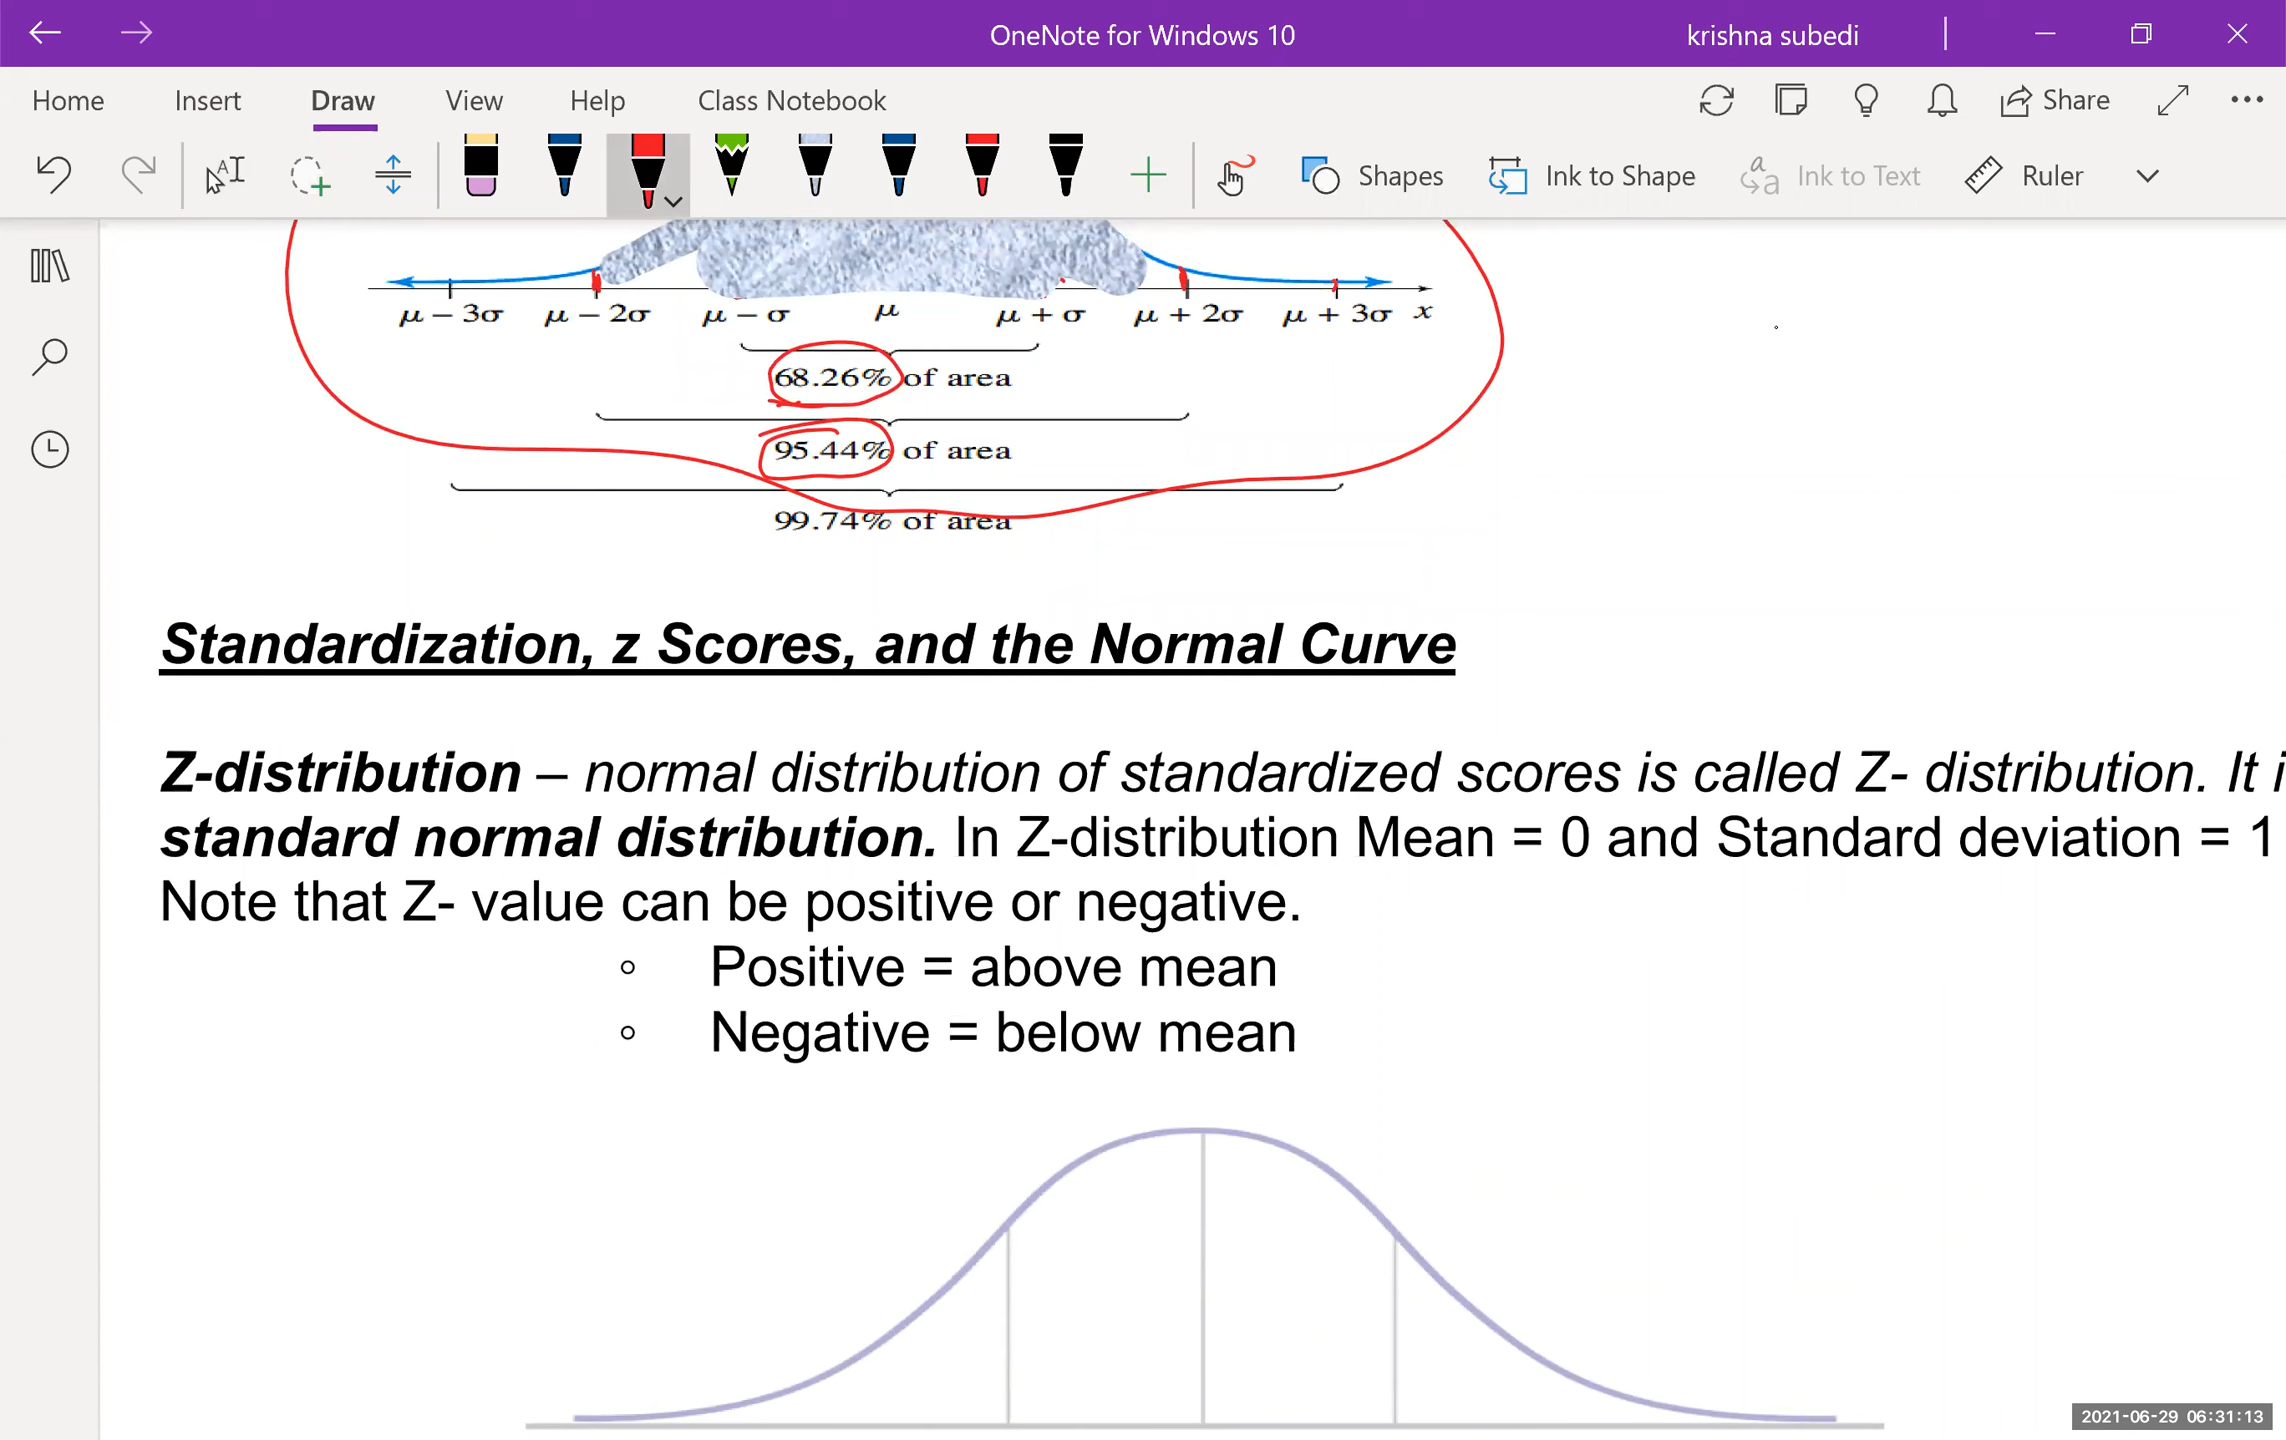 OneNote for Windows 10
krishna subedi
Home Insert Draw View Help Class Notebook Share
Shapes Ink to Shape Ink to Text Ruler
μ − 3σ μ − 2σ μ − σ μ μ + σ μ + 2σ μ + 3σ x
68.26% of area
95.44% of area
99.74% of area
Standardization, z Scores, and the Normal Curve
Z-distribution – normal distribution of standardized scores is called Z- distribution. It i
standard normal distribution. In Z-distribution Mean = 0 and Standard deviation = 1
Note that Z- value can be positive or negative.
◦ Positive = above mean
◦ Negative = below mean
2021-06-29 06:31:13